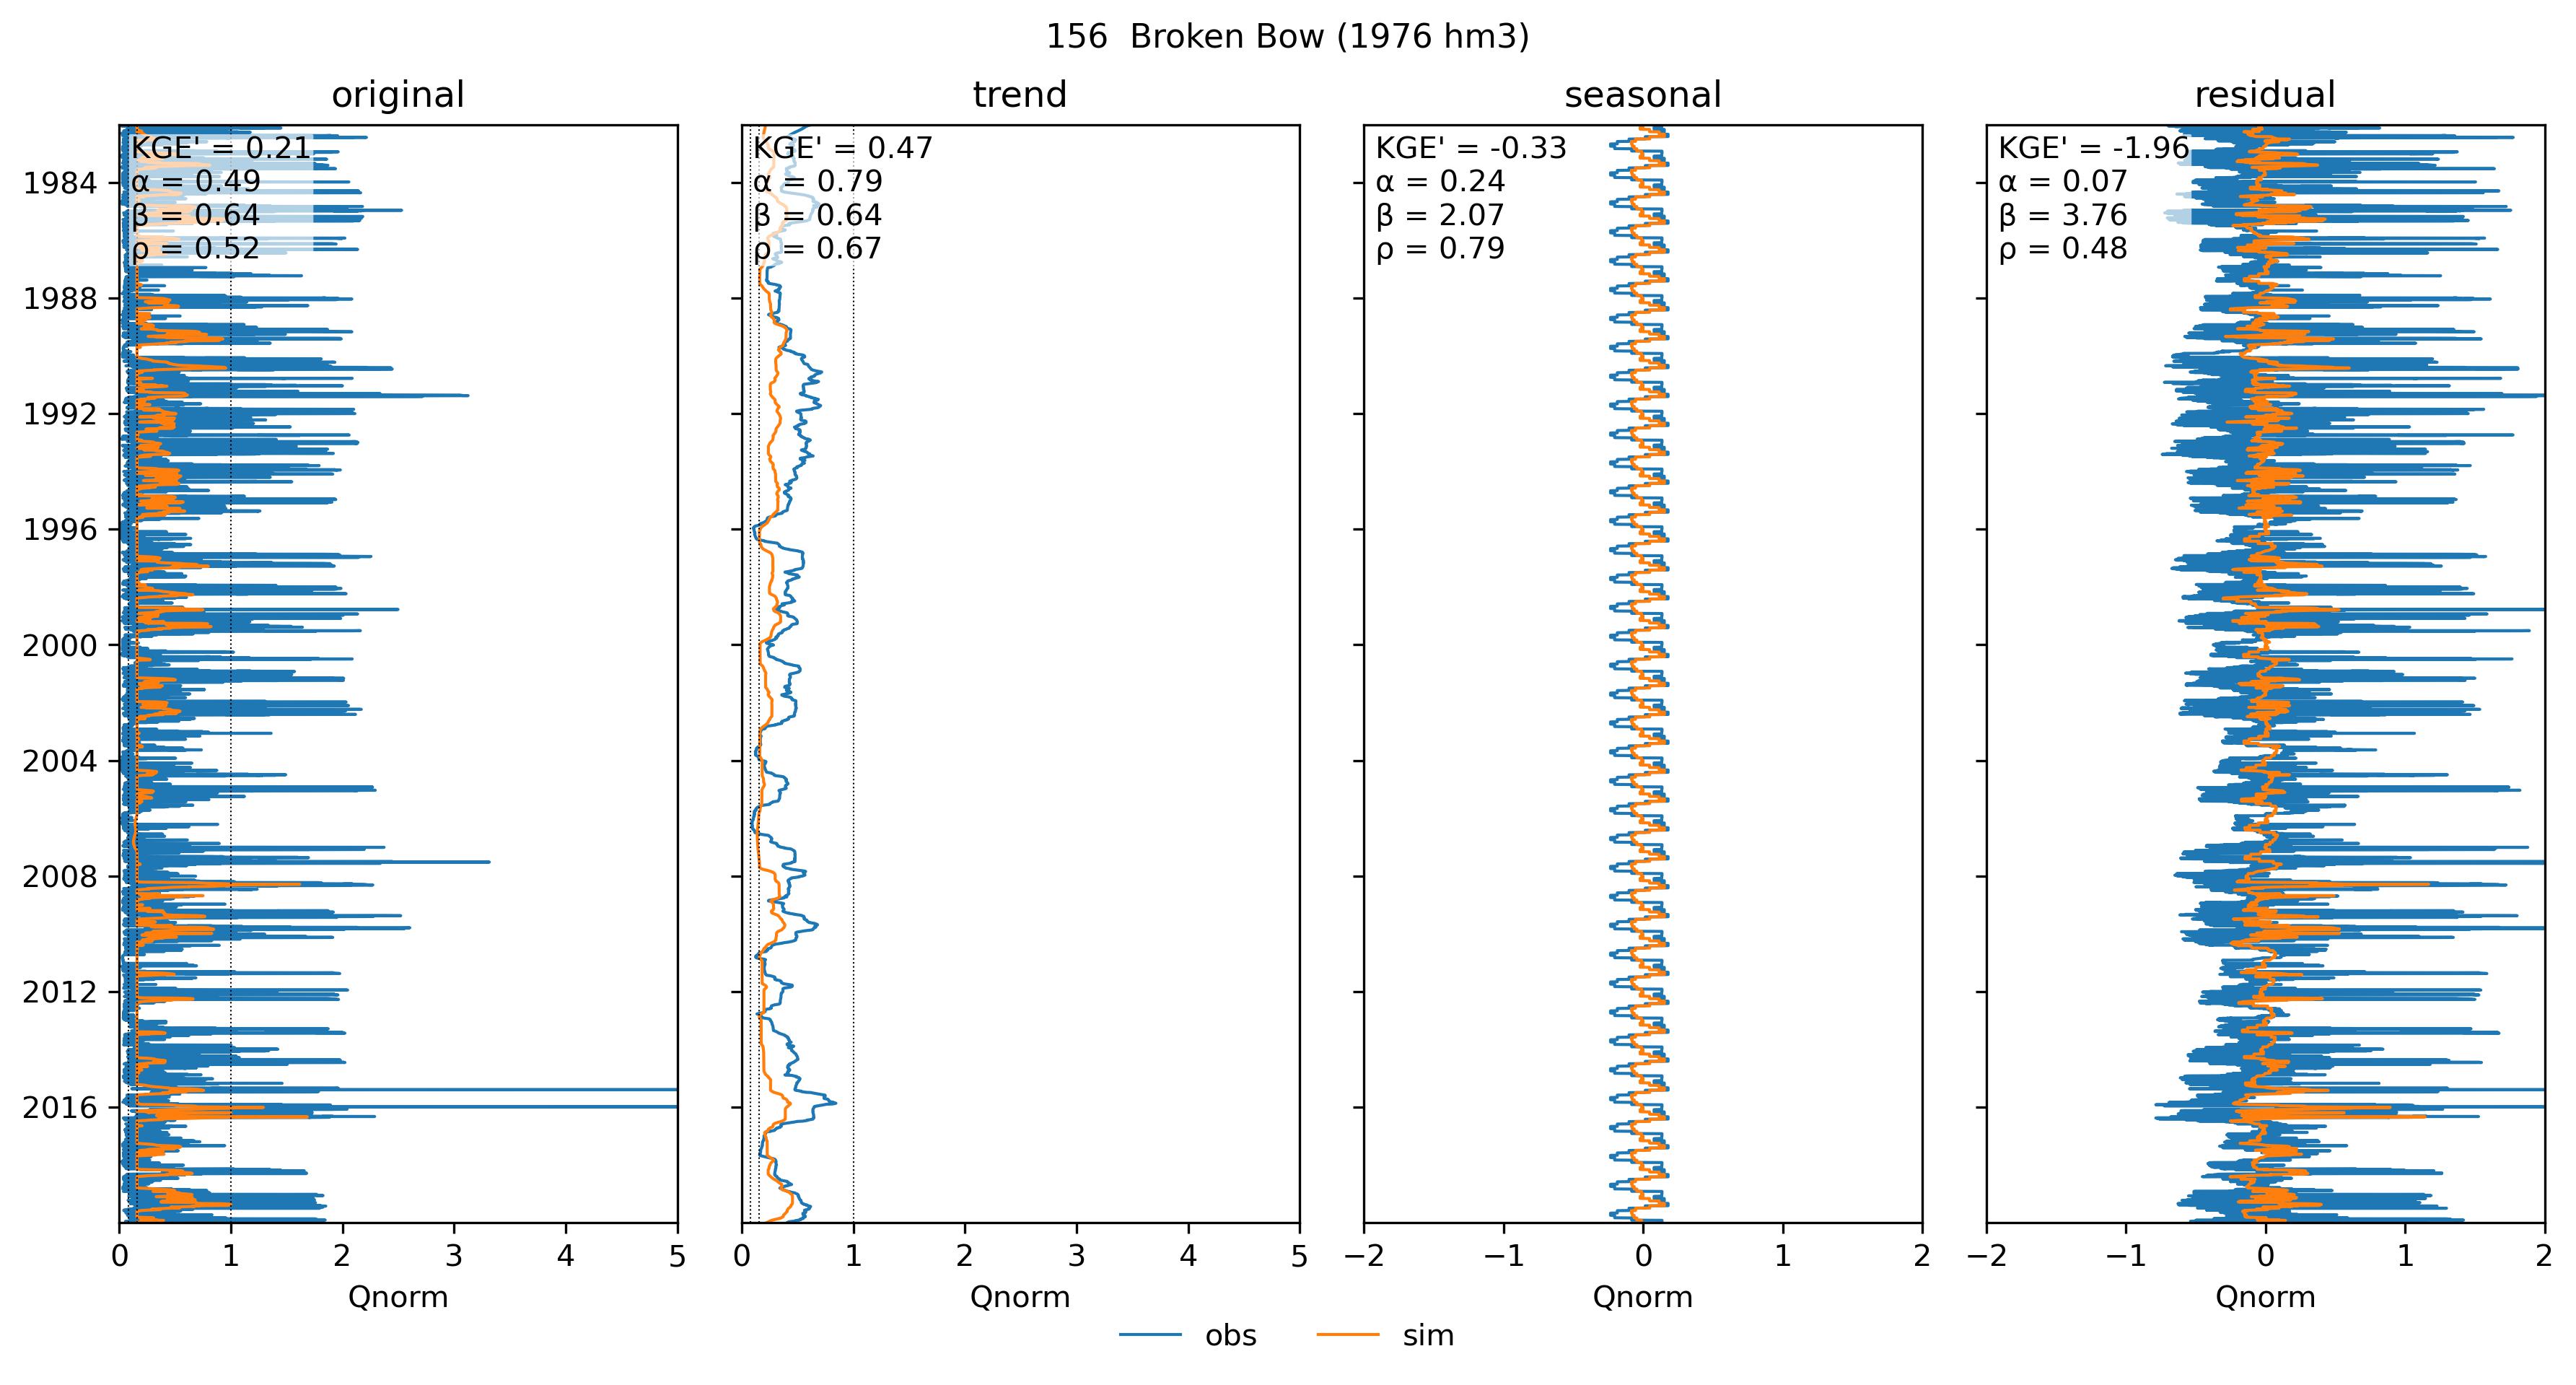 156  Broken Bow (1976 hm3)
original
trend
seasonal
residual
KGE' = 0.21
α = 0.49
β = 0.64
ρ = 0.52
KGE' = 0.47
α = 0.79
β = 0.64
ρ = 0.67
KGE' = -0.33
α = 0.24
β = 2.07
ρ = 0.79
KGE' = -1.96
α = 0.07
β = 3.76
ρ = 0.48
1984
1988
1992
1996
2000
2004
2008
2012
2016
0 1 2 3 4 5
0 1 2 3 4 5
−2 −1 0 1 2
−2 −1 0 1 2
Qnorm
Qnorm
Qnorm
Qnorm
obs
sim